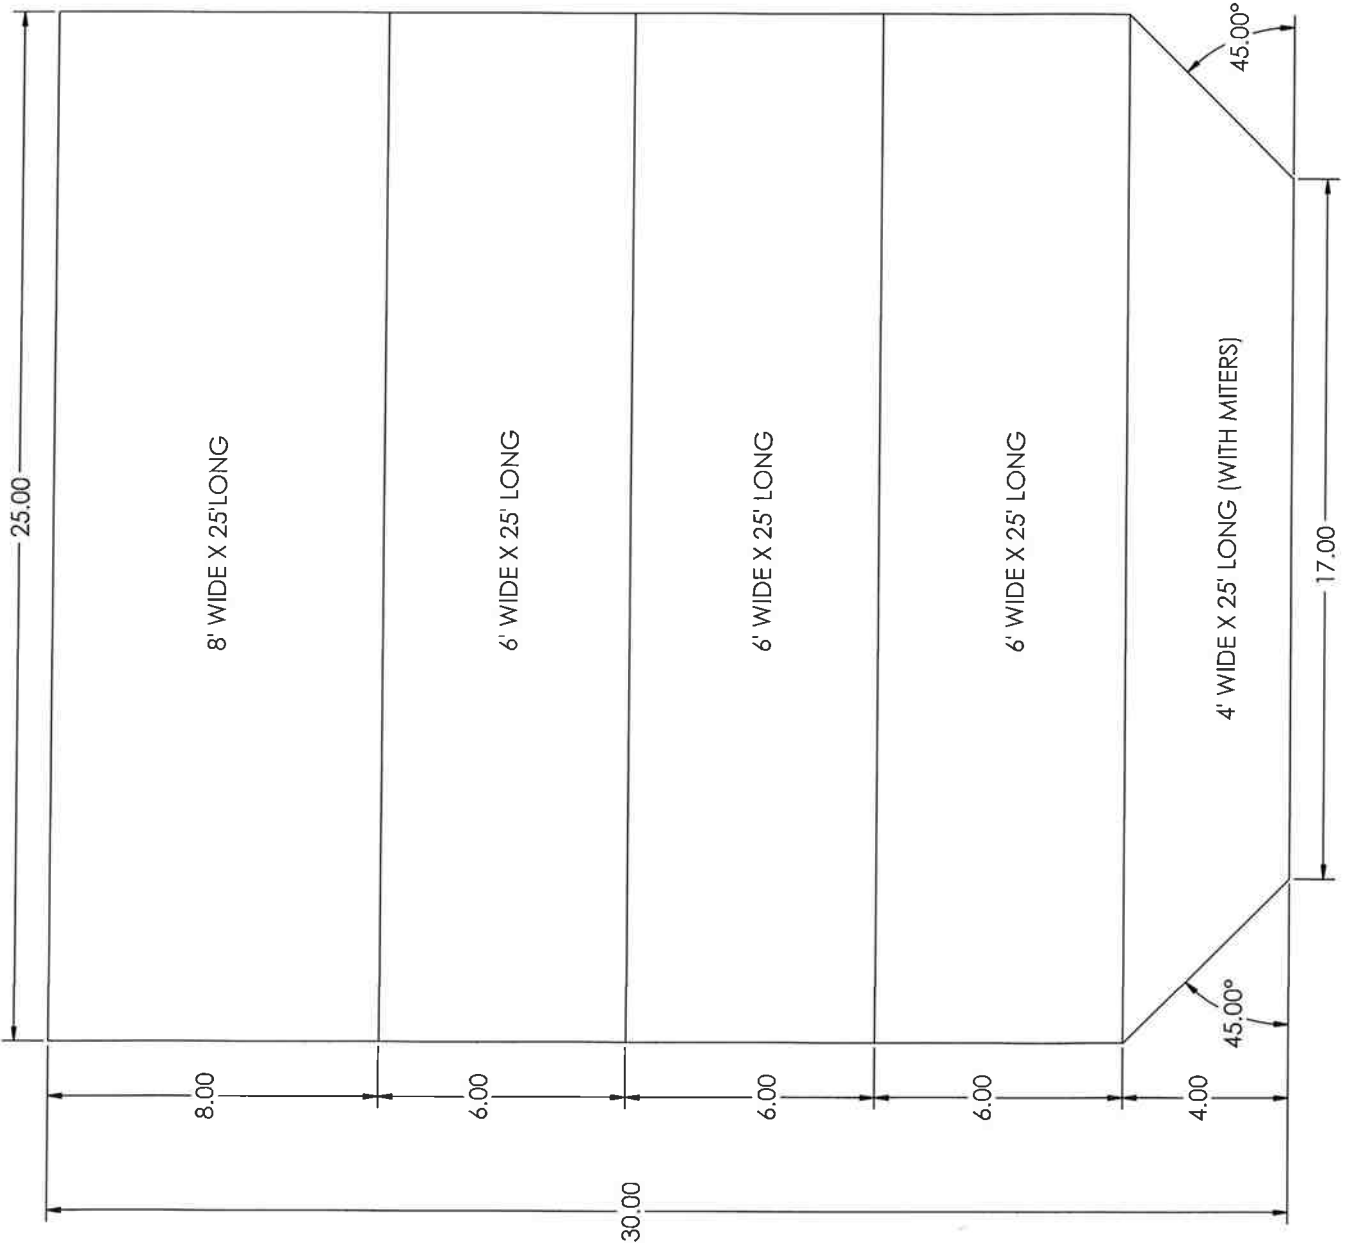 25.00
8' WIDE X 25'LONG
6' WIDE X 25' LONG
6' WIDE X 25' LONG
6' WIDE X 25' LONG
4' WIDE X 25' LONG (WITH MITERS)
45.00°
45.00°
17.00
8.00
6.00
6.00
6.00
4.00
30.00